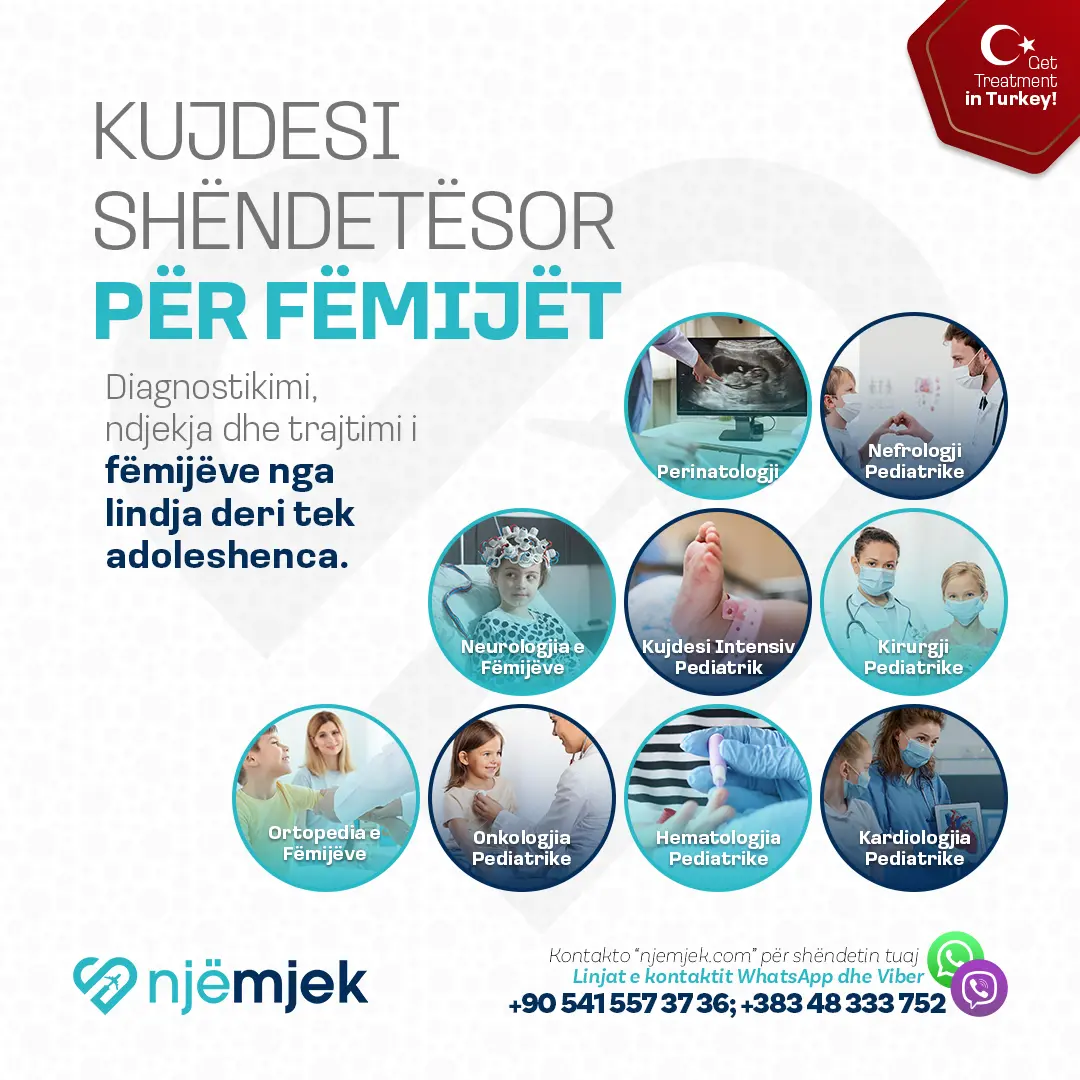 Get
Treatment
in Turkey!
KUJDESI
SHËNDETËSOR
PËR FËMIJËT
Diagnostikimi,
ndjekja dhe trajtimi i
fëmijëve nga
lindja deri tek
adoleshenca.
Perinatologji
Nefrologji
Pediatrike
Neurologjia e
Fëmijëve
Kujdesi Intensiv
Pediatrik
Kirurgji
Pediatrike
Ortopedia e
Fëmijëve
Onkologjia
Pediatrike
Hematologjia
Pediatrike
Kardiologjia
Pediatrike
njëmjek
Kontakto “njemjek.com” për shëndetin tuaj
Linjat e kontaktit WhatsApp dhe Viber
+90 541 557 37 36; +383 48 333 752